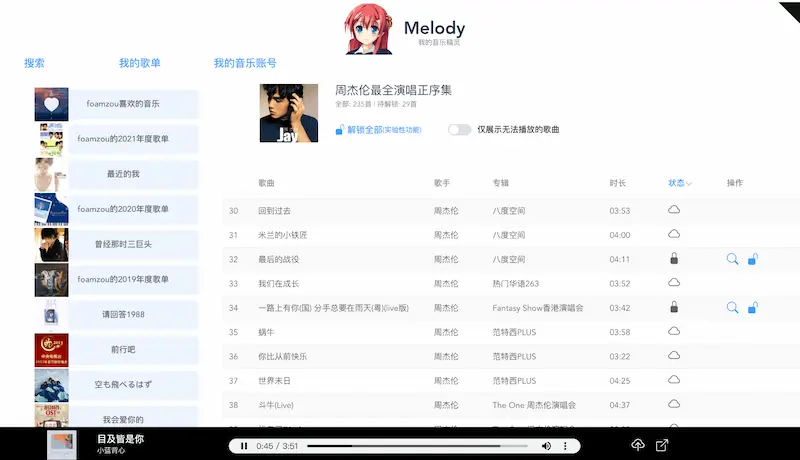 Melody
我的音乐精灵
搜索
我的歌单
我的音乐账号
foamzou喜欢的音乐
foamzou的2021年度歌单
最近的我
foamzou的2020年度歌单
曾经那时三巨头
foamzou的2019年度歌单
请回答1988
前行吧
空も飛べるはず
我会爱你的
Jay
周杰伦最全演唱正序集
全部: 235首 | 待解锁: 29首
解锁全部(实验性功能)
仅展示无法播放的歌曲
歌曲 歌手 专辑 时长 状态 操作
30 回到过去 周杰伦 八度空间 03:53
31 米兰的小铁匠 周杰伦 八度空间 04:00
32 最后的战役 周杰伦 八度空间 04:11
33 我们在成长 周杰伦 热门华语263 03:52
34 一路上有你(国) 分手总要在雨天(粤)(live版) 周杰伦 Fantasy Show香港演唱会 03:42
35 蜗牛 周杰伦 范特西PLUS 03:58
36 你比从前快乐 周杰伦 范特西PLUS 03:22
37 世界末日 周杰伦 范特西PLUS 04:25
38 斗牛(Live) 周杰伦 The One 周杰伦演唱会 04:37
目及皆是你
小蓝背心
0:45 / 3:51